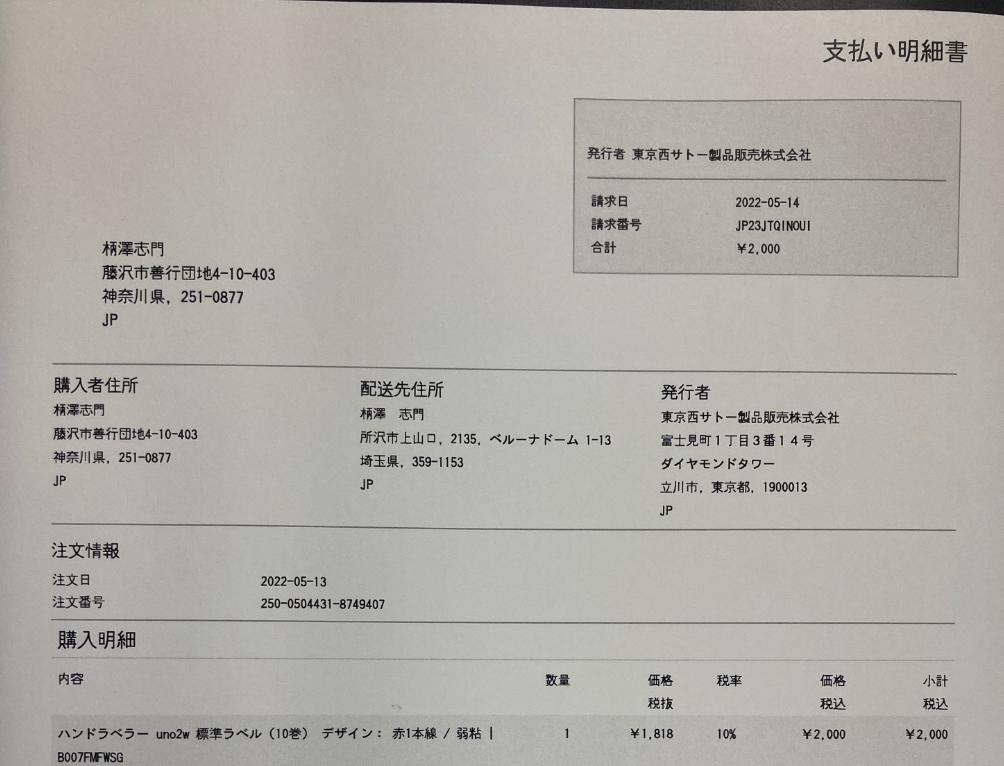 支払い明細書
発行者 東京西サトー製品販売株式会社
請求日 2022-05-14
請求番号 JP23JTQINOUI
合計 ¥2,000
柄澤志門
藤沢市善行団地4-10-403
神奈川県, 251-0877
JP
購入者住所
柄澤志門
藤沢市善行団地4-10-403
神奈川県, 251-0877
JP
配送先住所
柄澤 志門
所沢市上山口, 2135, ベルーナドーム 1-13
埼玉県, 359-1153
JP
発行者
東京西サトー製品販売株式会社
富士見町1丁目3番14号
ダイヤモンドタワー
立川市, 東京都, 1900013
JP
注文情報
注文日 2022-05-13
注文番号 250-0504431-8749407
購入明細
内容 数量 価格 税率 価格 小計
税抜 税込 税込
ハンドラベラー uno2w 標準ラベル (10巻) デザイン: 赤1本線 / 弱粘 | 1 ¥1,818 10% ¥2,000 ¥2,000
B007FMFWSG